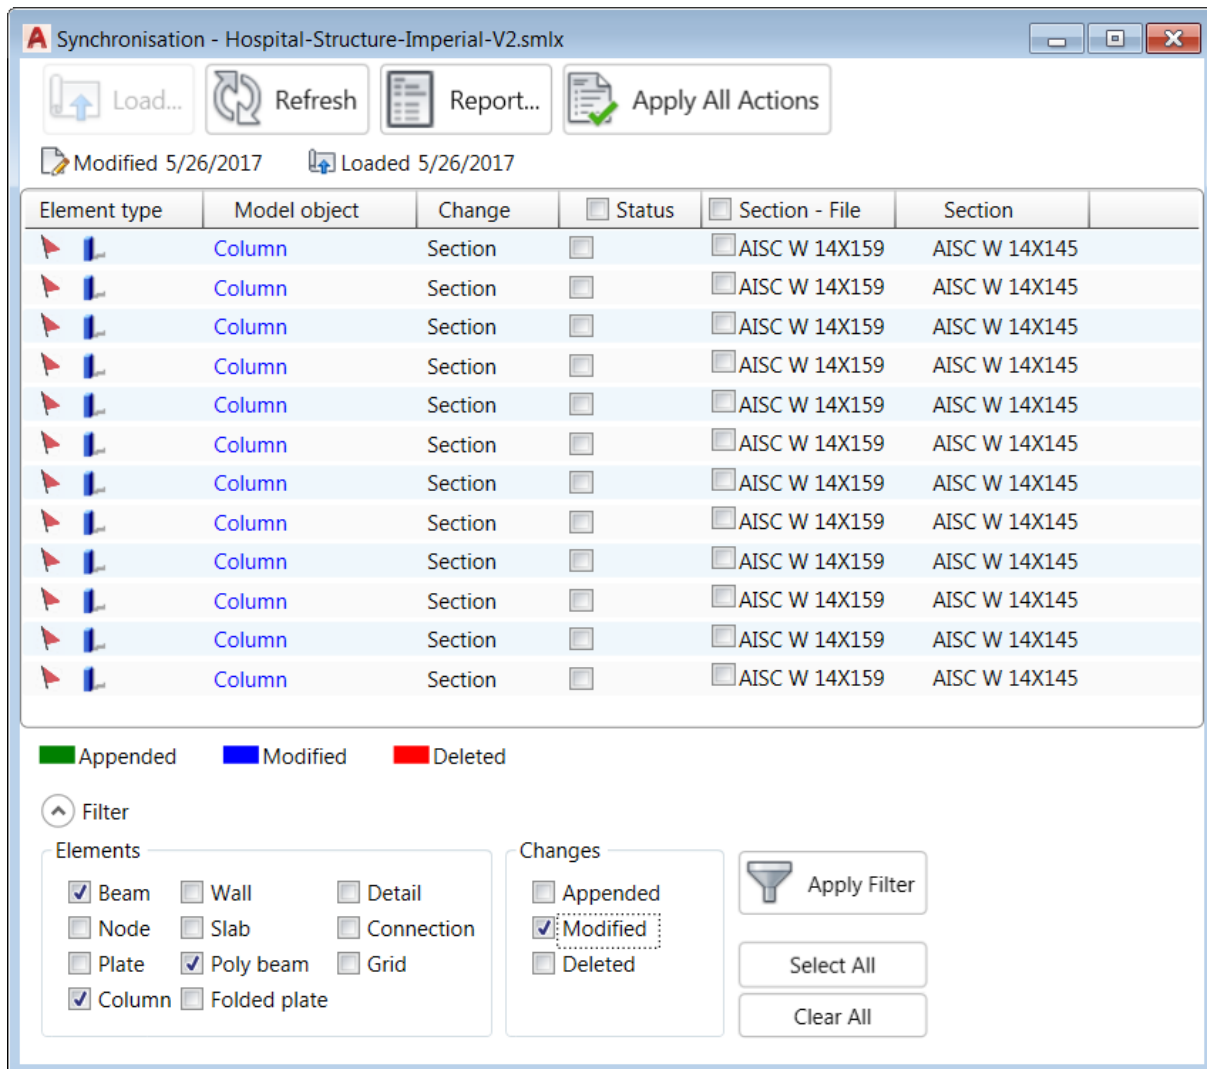 Synchronisation - Hospital-Structure-Imperial-V2.smlx
Load... Refresh Report... Apply All Actions
Modified 5/26/2017 Loaded 5/26/2017
Element type Model object Change Status Section - File Section
Column Section AISC W 14X159 AISC W 14X145
Column Section AISC W 14X159 AISC W 14X145
Column Section AISC W 14X159 AISC W 14X145
Column Section AISC W 14X159 AISC W 14X145
Column Section AISC W 14X159 AISC W 14X145
Column Section AISC W 14X159 AISC W 14X145
Column Section AISC W 14X159 AISC W 14X145
Column Section AISC W 14X159 AISC W 14X145
Column Section AISC W 14X159 AISC W 14X145
Column Section AISC W 14X159 AISC W 14X145
Column Section AISC W 14X159 AISC W 14X145
Column Section AISC W 14X159 AISC W 14X145
Appended Modified Deleted
Filter
Elements Changes
Beam Wall Detail Appended Apply Filter
Node Slab Connection Modified
Plate Poly beam Grid Deleted Select All
Column Folded plate Clear All